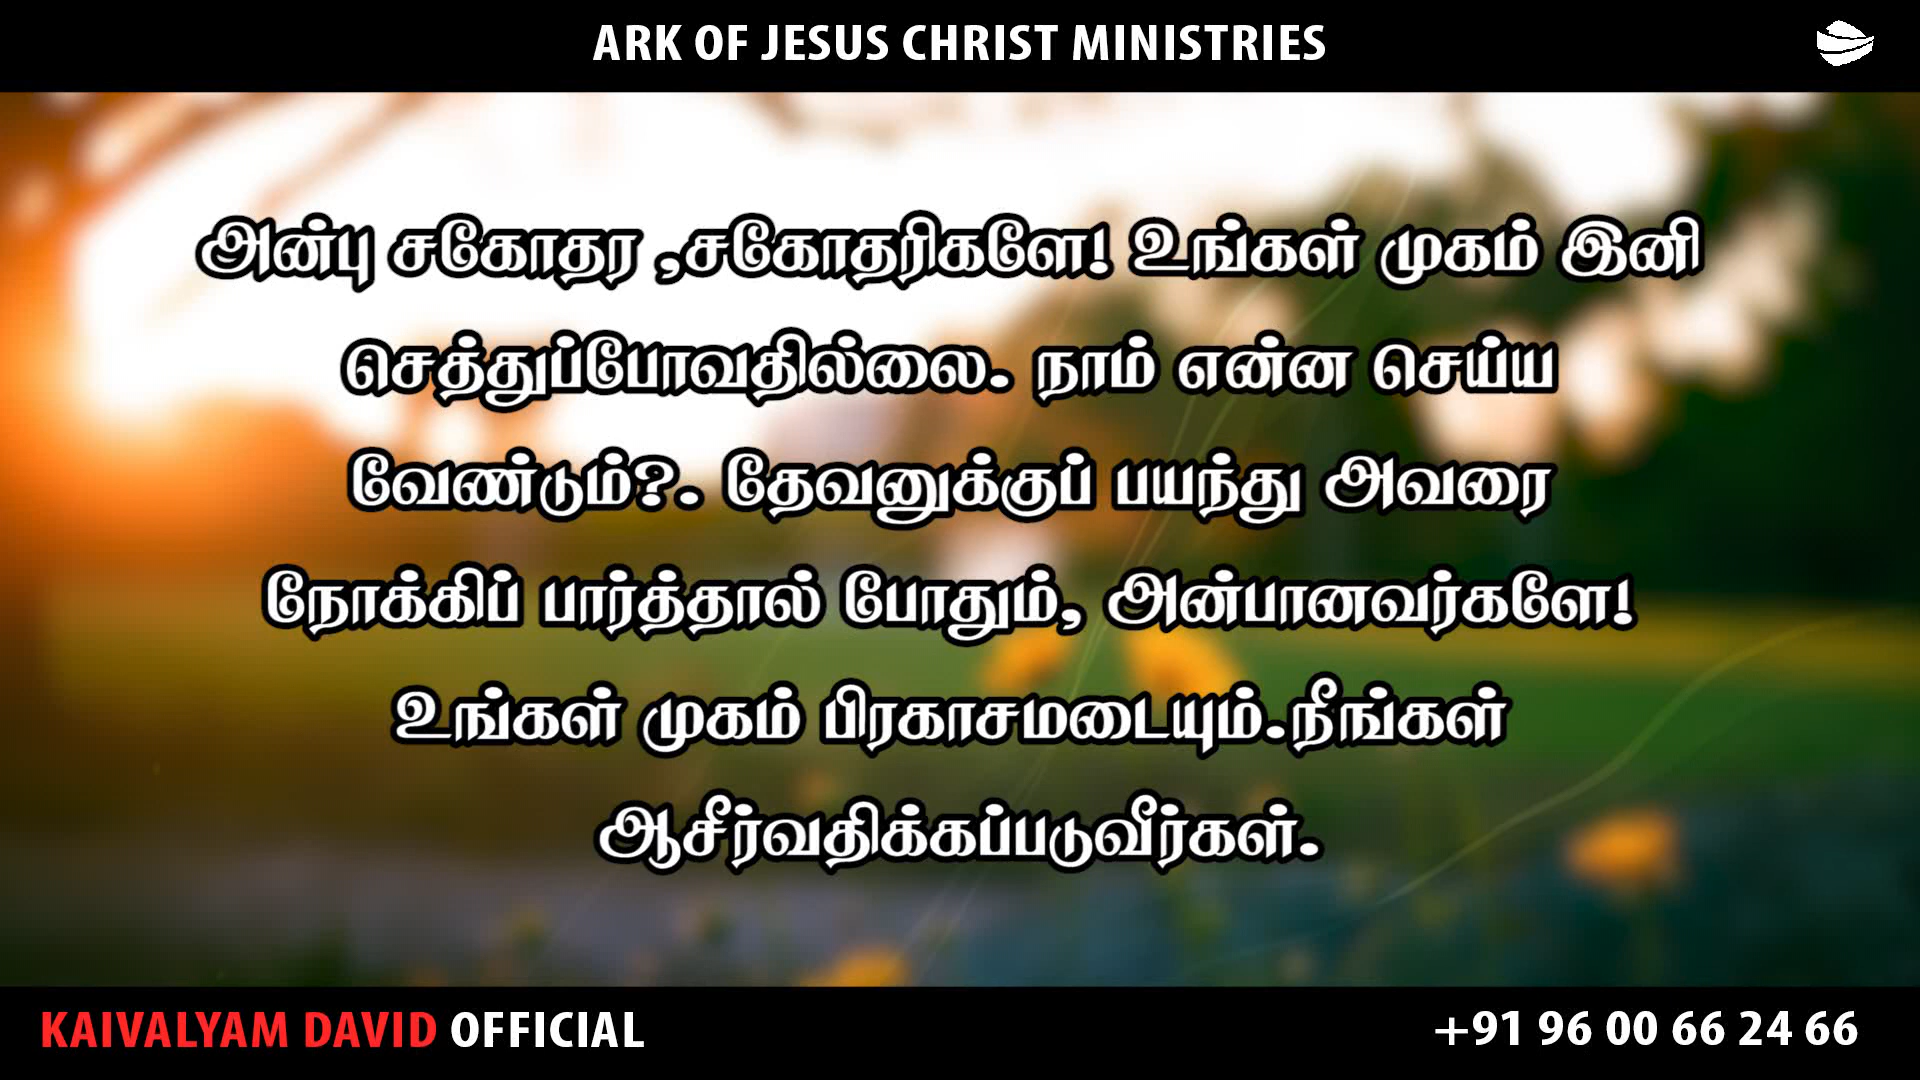 ARK OF JESUS CHRIST MINISTRIES
அன்பு சகோதர ,சகோதரிகளே! உங்கள் முகம் இனி
செத்துப்போவதில்லை. நாம் என்ன செய்ய
வேண்டும்?. தேவனுக்குப் பயந்து அவரை
நோக்கிப் பார்த்தால் போதும், அன்பானவர்களே!
உங்கள் முகம் பிரகாசமடையும்.நீங்கள்
ஆசீர்வதிக்கப்படுவீர்கள்.
KAIVALYAM DAVID OFFICIAL
+91 96 00 66 24 66